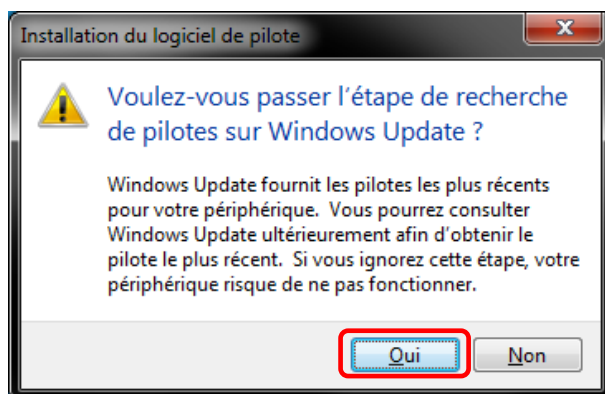 Installation du logiciel de pilote
Voulez-vous passer l'étape de recherche
de pilotes sur Windows Update ?
Windows Update fournit les pilotes les plus récents
pour votre périphérique. Vous pourrez consulter
Windows Update ultérieurement afin d'obtenir le
pilote le plus récent. Si vous ignorez cette étape, votre
périphérique risque de ne pas fonctionner.
Oui Non